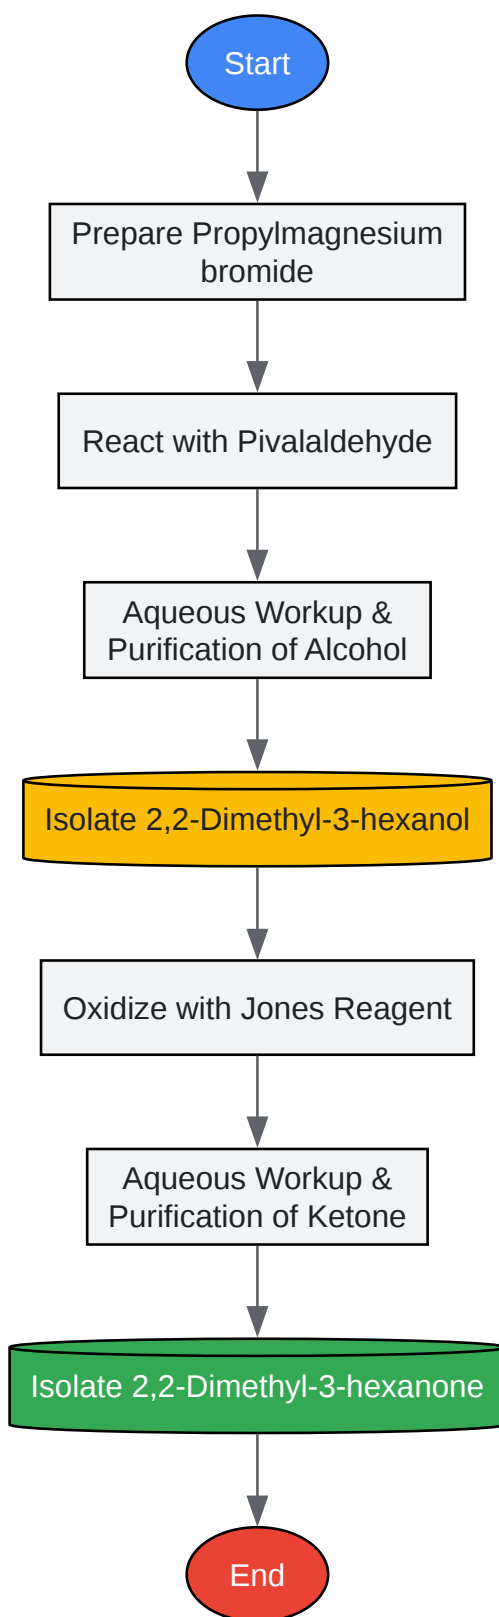 Start
Prepare Propylmagnesium
bromide
React with Pivalaldehyde
Aqueous Workup &
Purification of Alcohol
Isolate 2,2-Dimethyl-3-hexanol
Oxidize with Jones Reagent
Aqueous Workup &
Purification of Ketone
Isolate 2,2-Dimethyl-3-hexanone
End